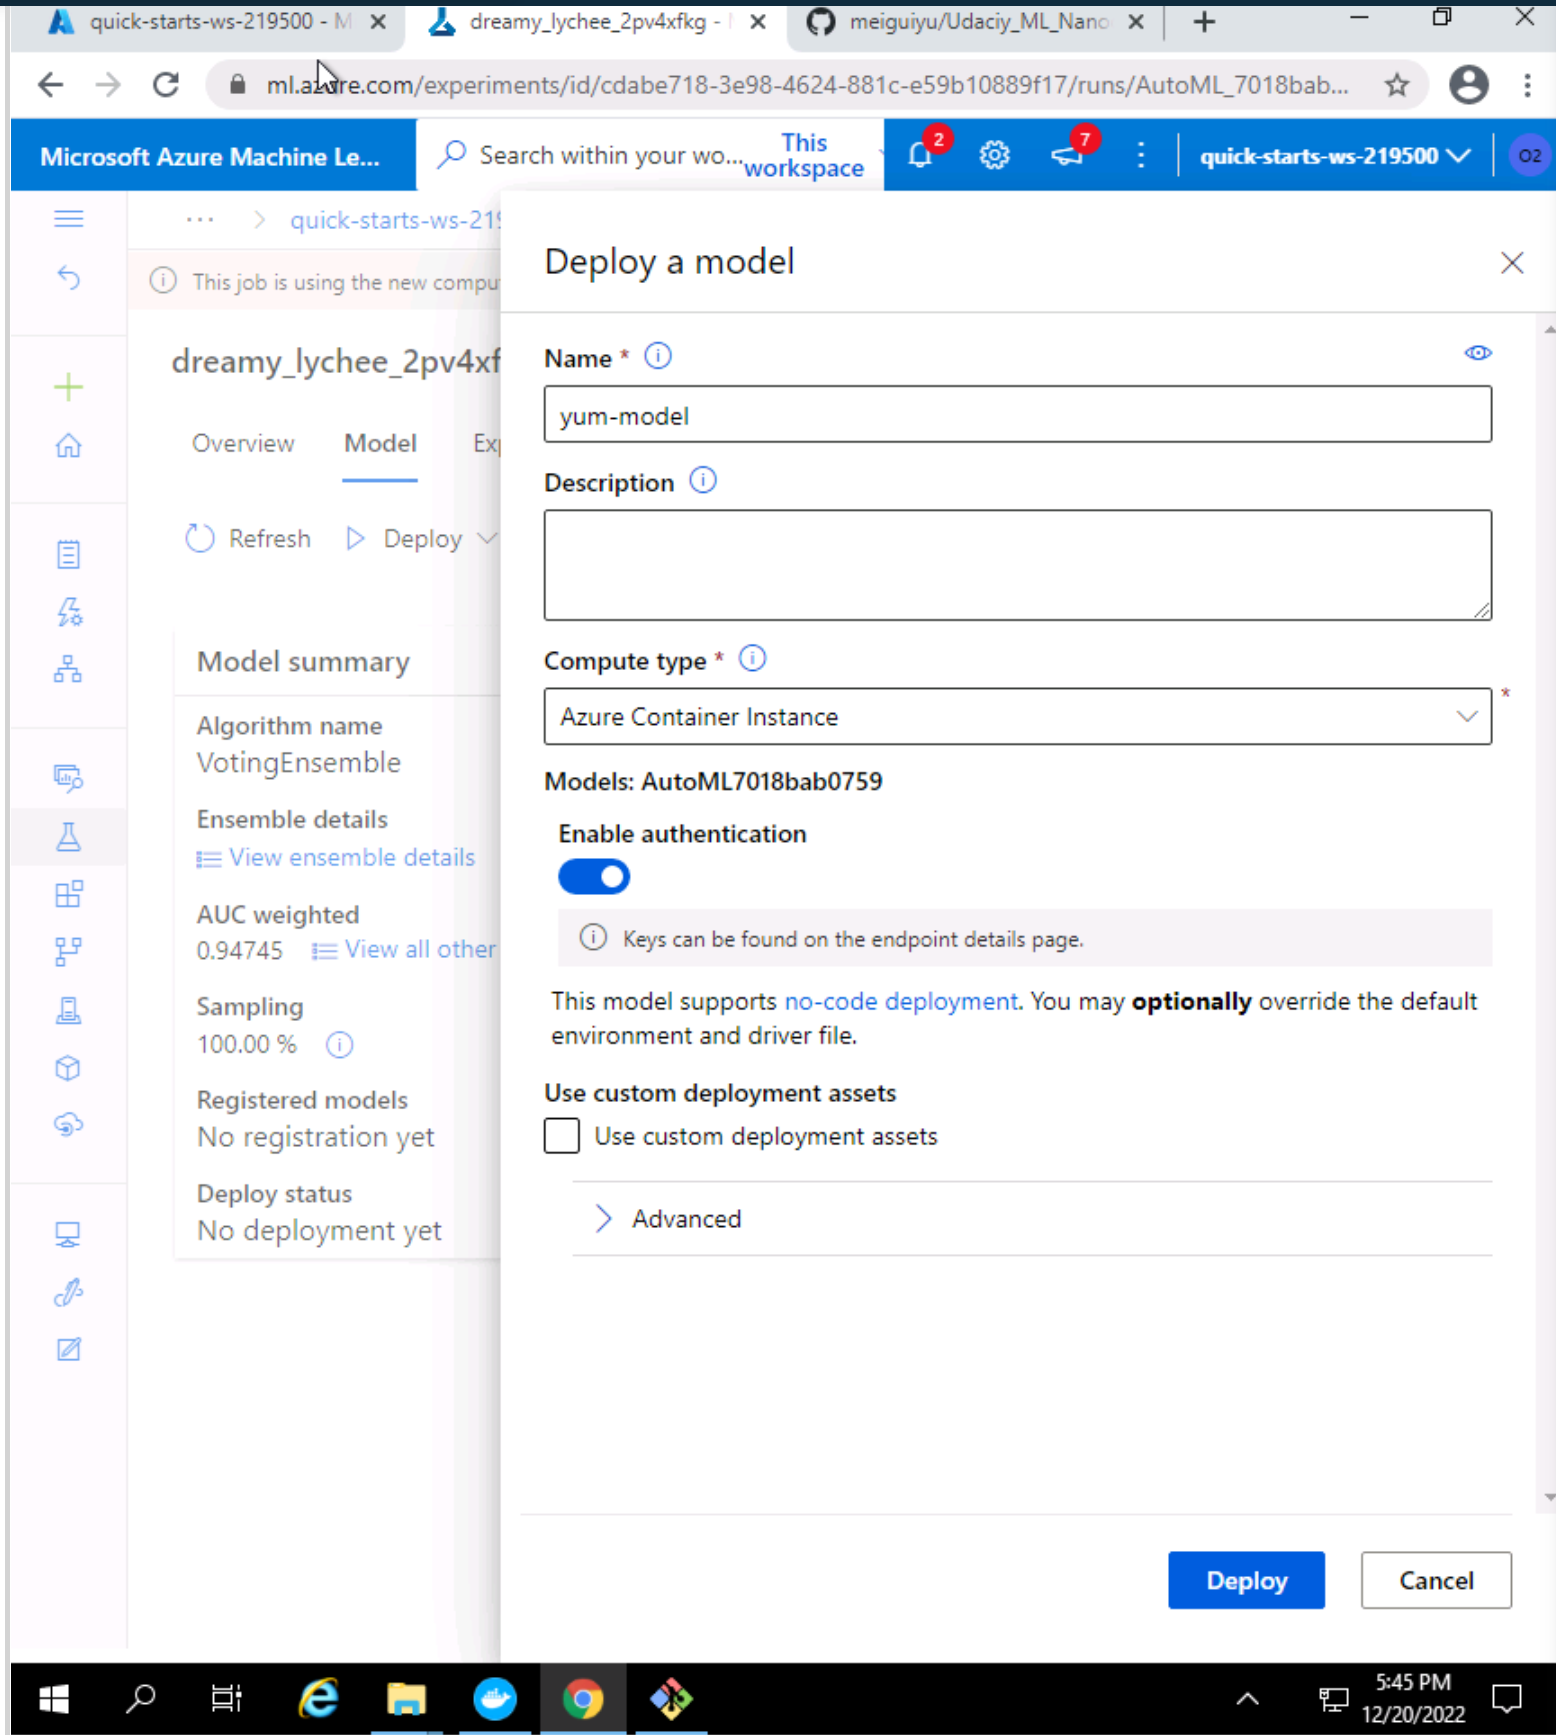 quick-starts-ws-219500 - M
dreamy_lychee_2pv4xfkg -
meiguiyu/Udaciy_ML_Nano
ml.azure.com/experiments/id/cdabe718-3e98-4624-881c-e59b10889f17/runs/AutoML_7018bab...
Microsoft Azure Machine Le...
Search within your wo...
This workspace
2
7
quick-starts-ws-219500
O2
... > quick-starts-ws-219
This job is using the new compu
dreamy_lychee_2pv4xf
Overview Model Exp
Refresh Deploy
Model summary
Algorithm name
VotingEnsemble
Ensemble details
View ensemble details
AUC weighted
0.94745 View all other
Sampling
100.00 %
Registered models
No registration yet
Deploy status
No deployment yet
Deploy a model
Name *
yum-model
Description
Compute type *
Azure Container Instance
*
Models: AutoML7018bab0759
Enable authentication
Keys can be found on the endpoint details page.
This model supports no-code deployment. You may optionally override the default
environment and driver file.
Use custom deployment assets
Use custom deployment assets
Advanced
Deploy
Cancel
5:45 PM
12/20/2022